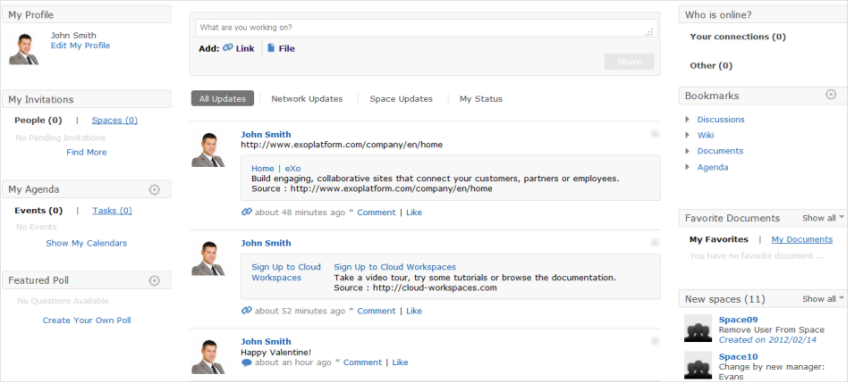 My Profile
John Smith
Edit My Profile
My Invitations
People (0) | Spaces (0)
No Pending Invitations
Find More
My Agenda
Events (0) | Tasks (0)
No Events
Show My Calendars
Featured Poll
No Questions Available
Create Your Own Poll
What are you working on?
Add: Link | File
Share
All Updates | Network Updates | Space Updates | My Status
John Smith
http://www.exoplatform.com/company/en/home
Home | eXo
Build engaging, collaborative sites that connect your customers, partners or employees.
Source : http://www.exoplatform.com/company/en/home
about 48 minutes ago * Comment | Like
John Smith
Sign Up to Cloud
Workspaces
Sign Up to Cloud Workspaces
Take a video tour, try some tutorials or browse the documentation.
Source : http://cloud-workspaces.com
about 52 minutes ago * Comment | Like
John Smith
Happy Valentine!
about an hour ago * Comment | Like
Who is online?
Your connections (0)
Other (0)
Bookmarks
Discussions
Wiki
Documents
Agenda
Favorite Documents Show all
My Favorites | My Documents
You have no favorite document ...
New spaces (11) Show all
Space09
Remove User From Space
Created on 2012/02/14
Space10
Change by new manager:
Evans